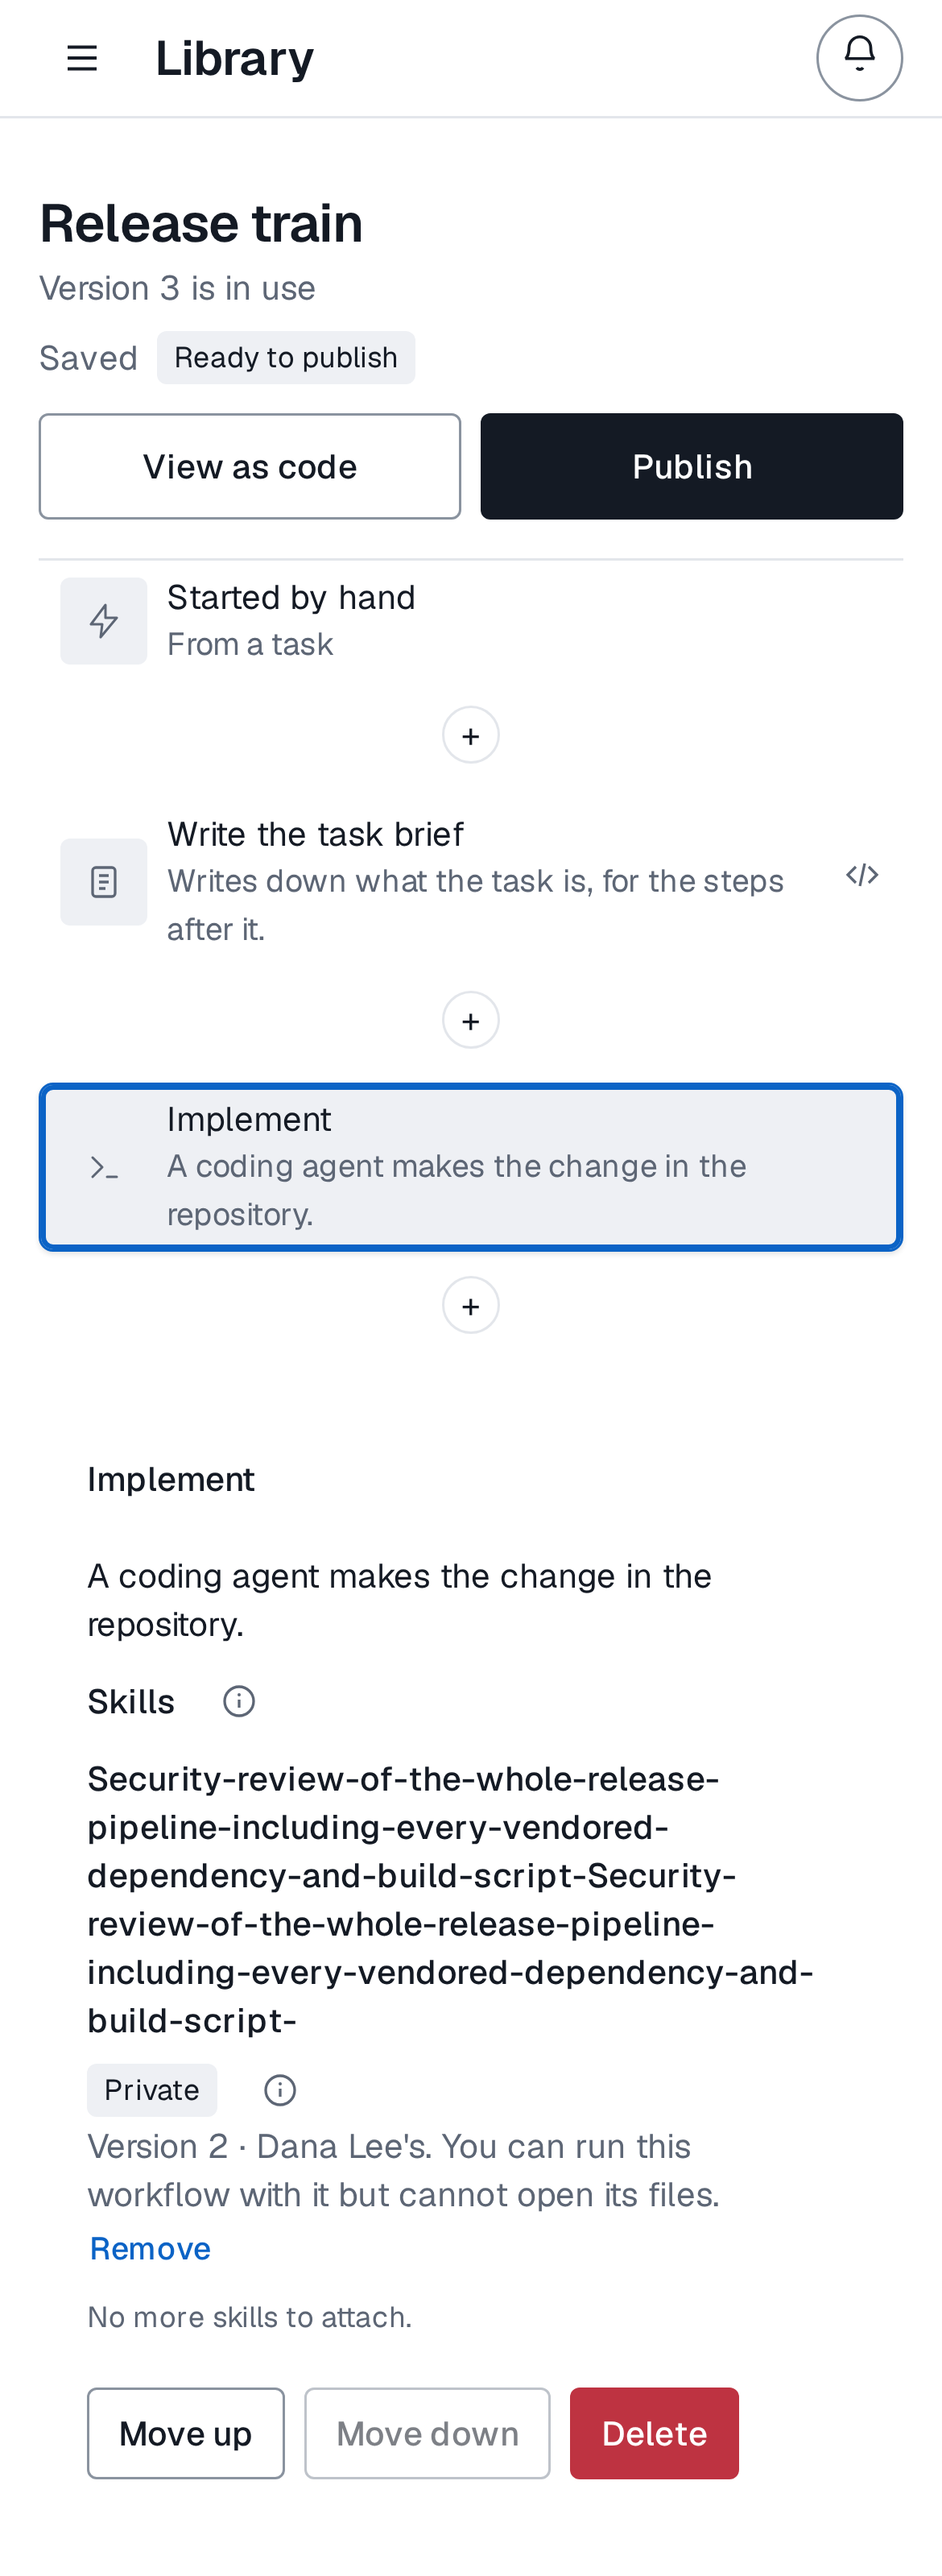 Library
Release train
Version 3 is in use
Saved
Ready to publish
View as code
Publish
Started by hand
From a task
+
Write the task brief
Writes down what the task is, for the steps
after it.
+
Implement
A coding agent makes the change in the
repository.
+
Implement
A coding agent makes the change in the
repository.
Skills
Security-review-of-the-whole-release-
pipeline-including-every-vendored-
dependency-and-build-script-Security-
review-of-the-whole-release-pipeline-
including-every-vendored-dependency-and-
build-script-
Private
Version 2 · Dana Lee's. You can run this
workflow with it but cannot open its files.
Remove
No more skills to attach.
Move up
Move down
Delete